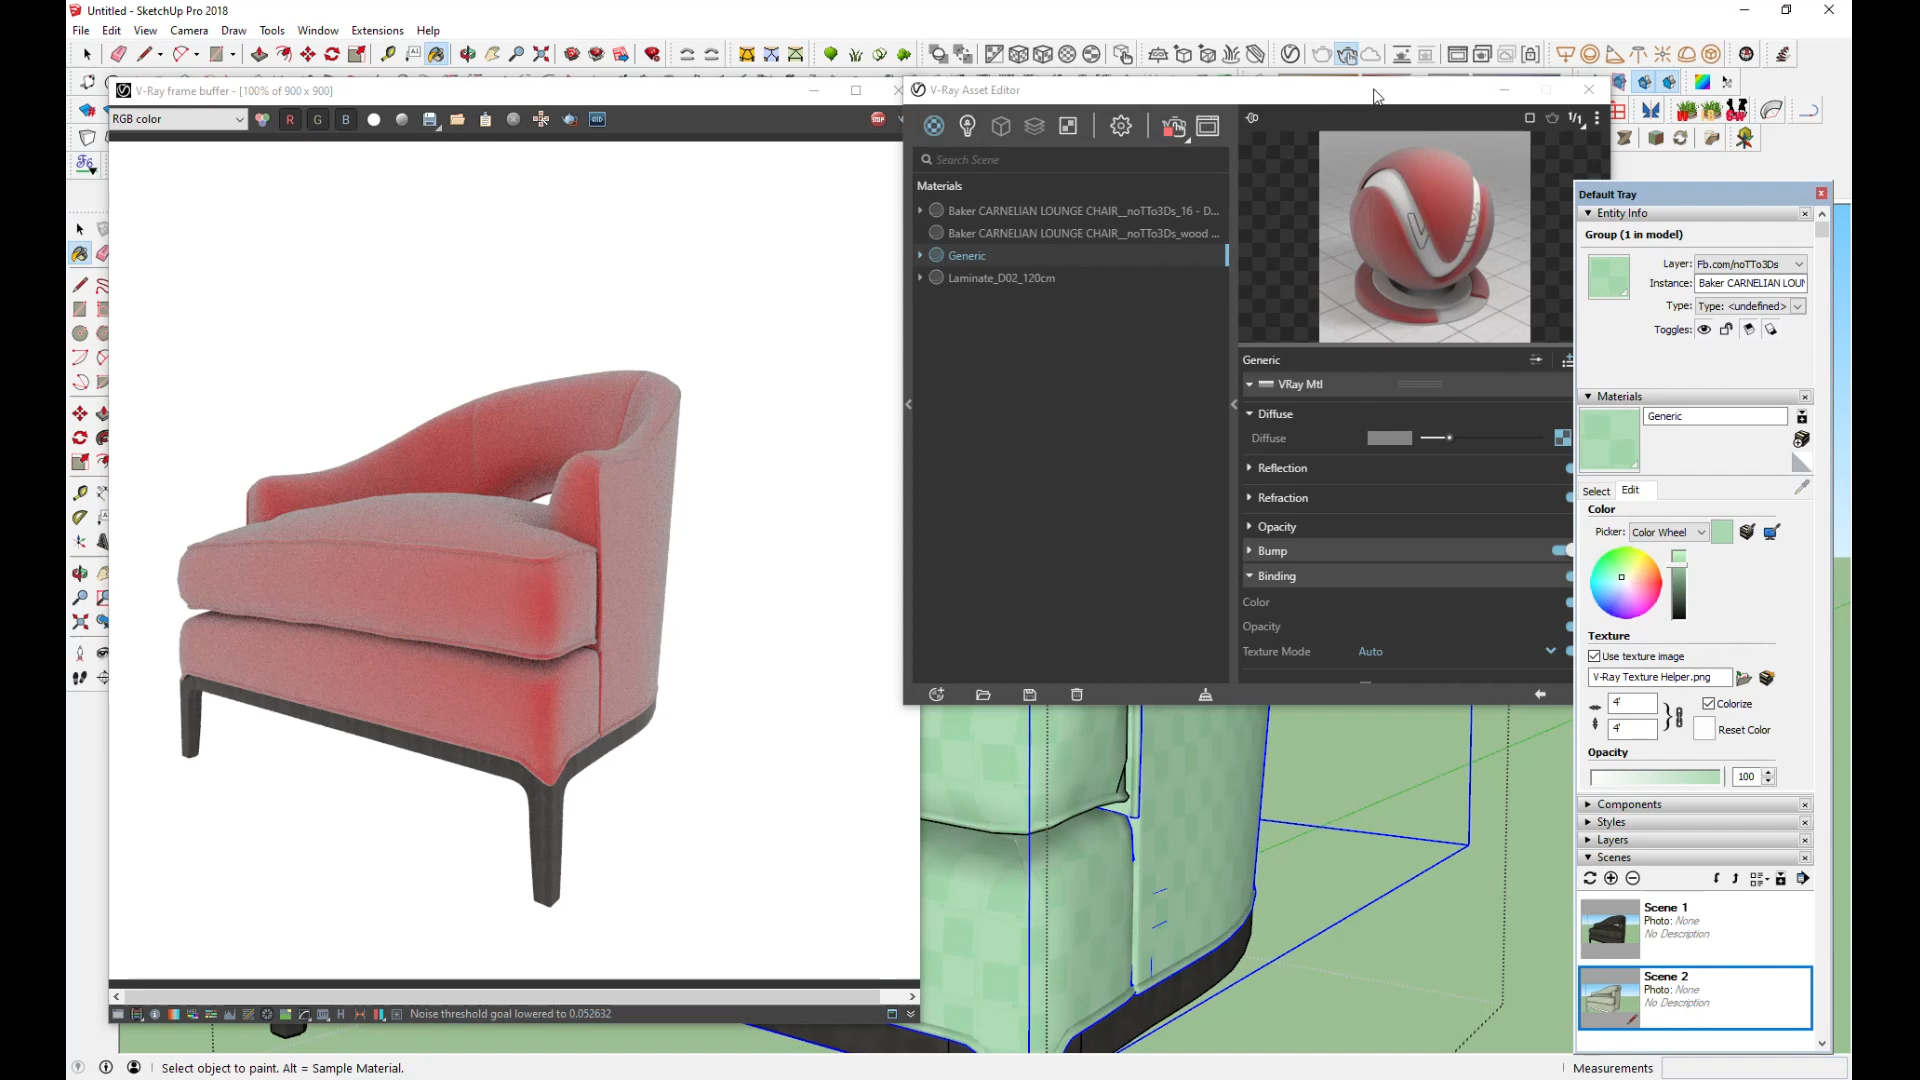 Untitled - SketchUp Pro 2018
File Edit View Camera Draw Tools Window Extensions Help
V-Ray frame buffer - [100% of 900 x 900]
RGB color
R G B
V-Ray Asset Editor
Search Scene
Materials
Baker CARNELIAN LOUNGE CHAIR__noTTo3Ds_16 - D...
Baker CARNELIAN LOUNGE CHAIR__noTTo3Ds_wood ...
Generic
Laminate_D02_120cm
1/1
Generic
VRay Mtl
Diffuse
Diffuse
Reflection
Refraction
Opacity
Bump
Binding
Color
Opacity
Texture Mode Auto
Default Tray
Entity Info
Group (1 in model)
Layer: Fb.com/noTTo3Ds
Instance: Baker CARNELIAN LOUN
Type: Type: <undefined>
Toggles:
Materials
Generic
Select Edit
Color
Picker: Color Wheel
Texture
Use texture image
V-Ray Texture Helper.png
4' Colorize
4' Reset Color
Opacity
100
Components
Styles
Layers
Scenes
Scene 1
Photo: None
No Description
Scene 2
Photo: None
No Description
Noise threshold goal lowered to 0.052632
Select object to paint. Alt = Sample Material.
Measurements